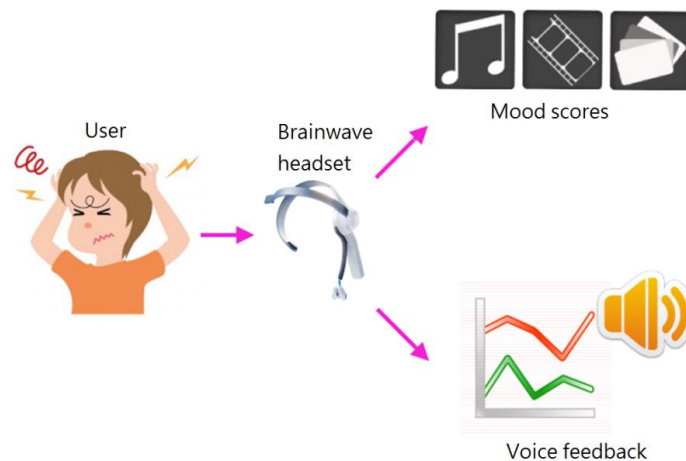 User
Brainwave
headset
Mood scores
Voice feedback